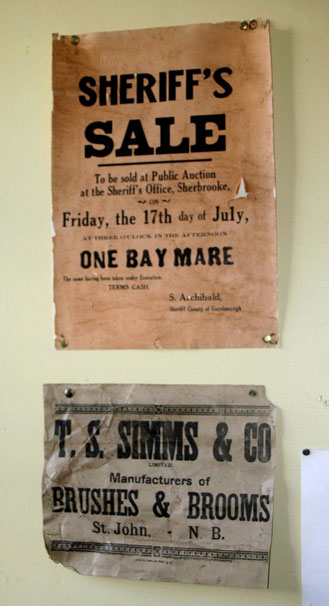 SHERIFF'S
SALE
To be sold at Public Auction
at the Sheriff's Office, Sherbrooke,
ON
Friday, the 17th day of July,
AT THREE O'CLOCK IN THE AFTERNOON
ONE BAY MARE
The same having been taken under Execution.
TERMS CASH.
S. Archibald,
Sheriff County of Guysborough
T. S. SIMMS & CO
LIMITED.
Manufacturers of
BRUSHES & BROOMS
St. John. - N B.